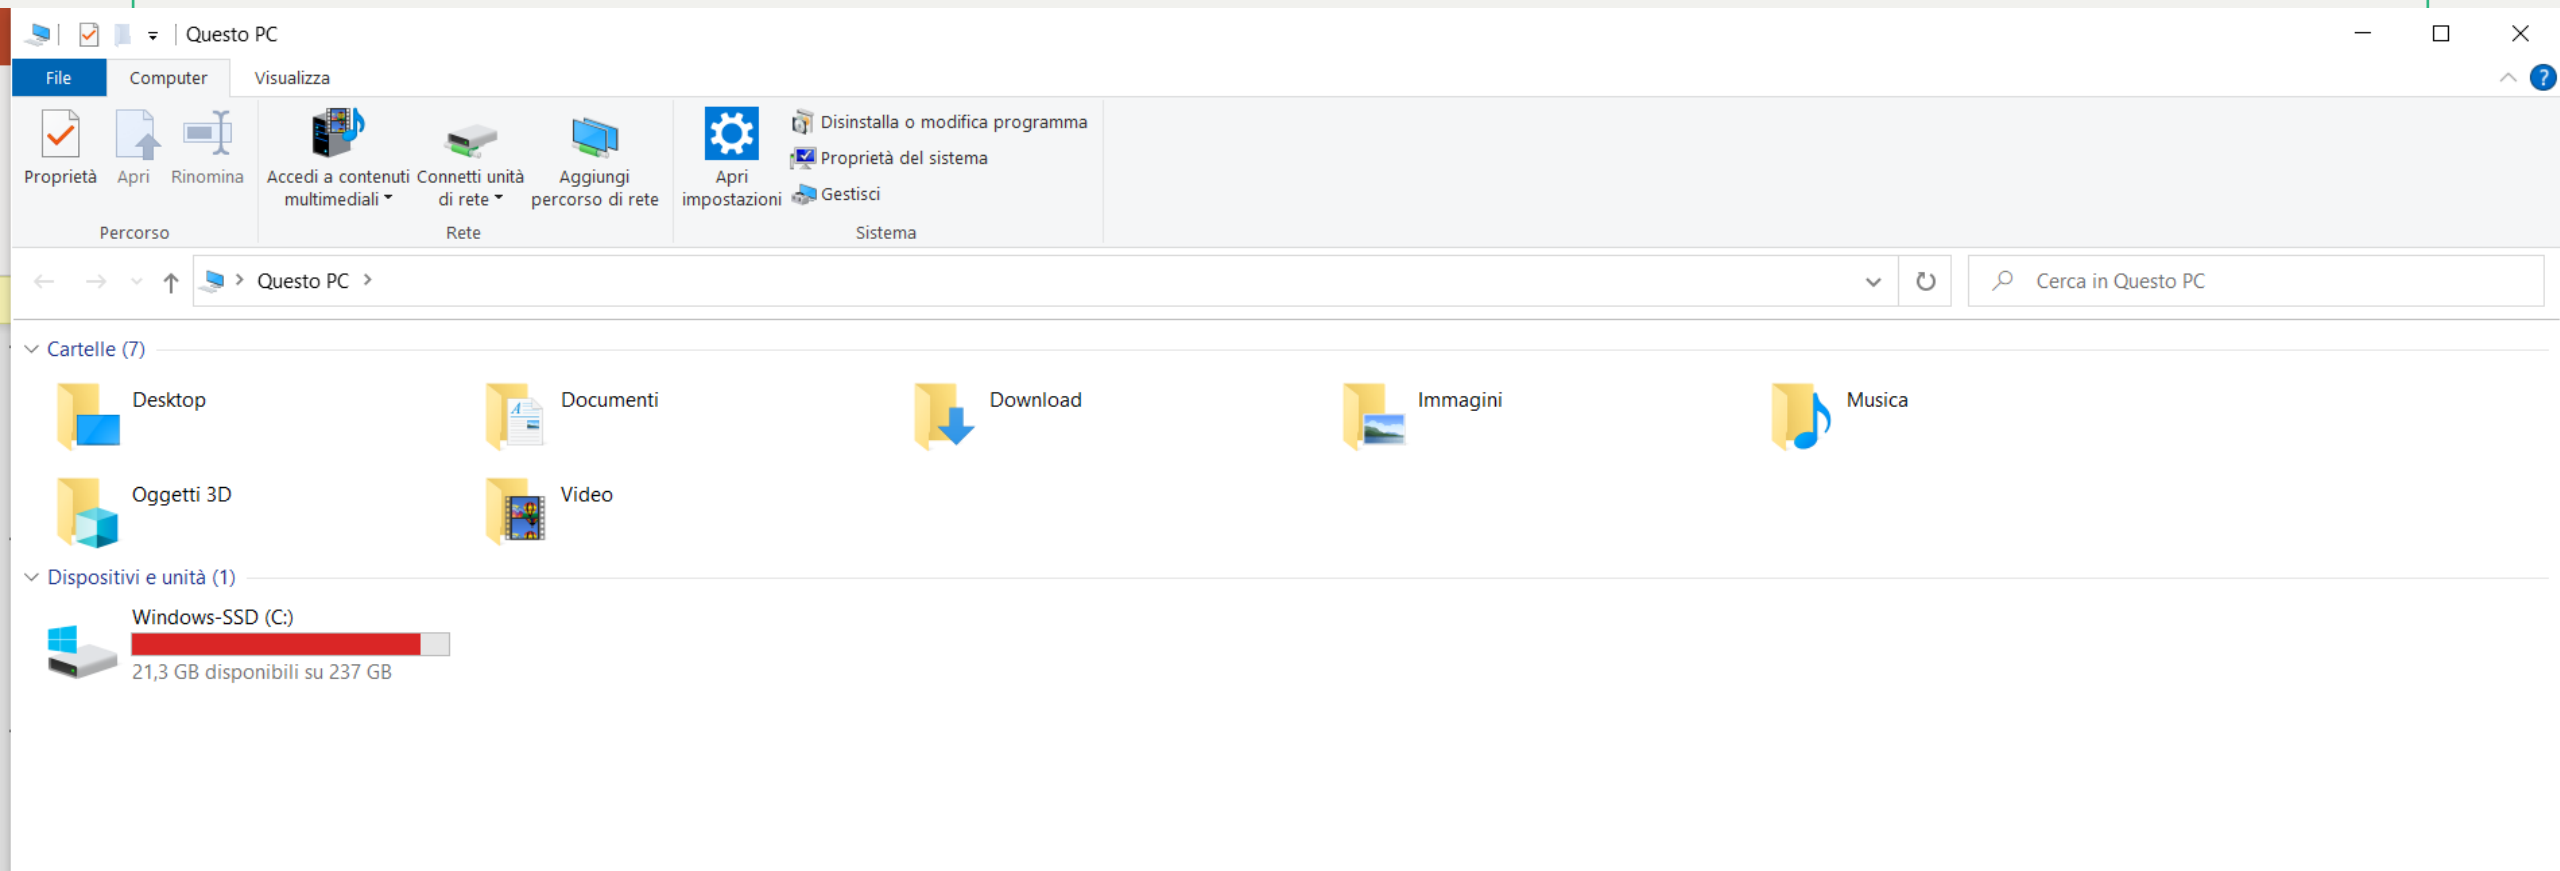 Questo PC
File Computer Visualizza
Proprietà Apri Rinomina Accedi a contenuti multimediali Connetti unità di rete Aggiungi percorso di rete Apri impostazioni
Disinstalla o modifica programma
Proprietà del sistema
Gestisci
Percorso Rete Sistema
Questo PC
Cerca in Questo PC
Cartelle (7)
Desktop Documenti Download Immagini Musica
Oggetti 3D Video
Dispositivi e unità (1)
Windows-SSD (C:)
21,3 GB disponibili su 237 GB